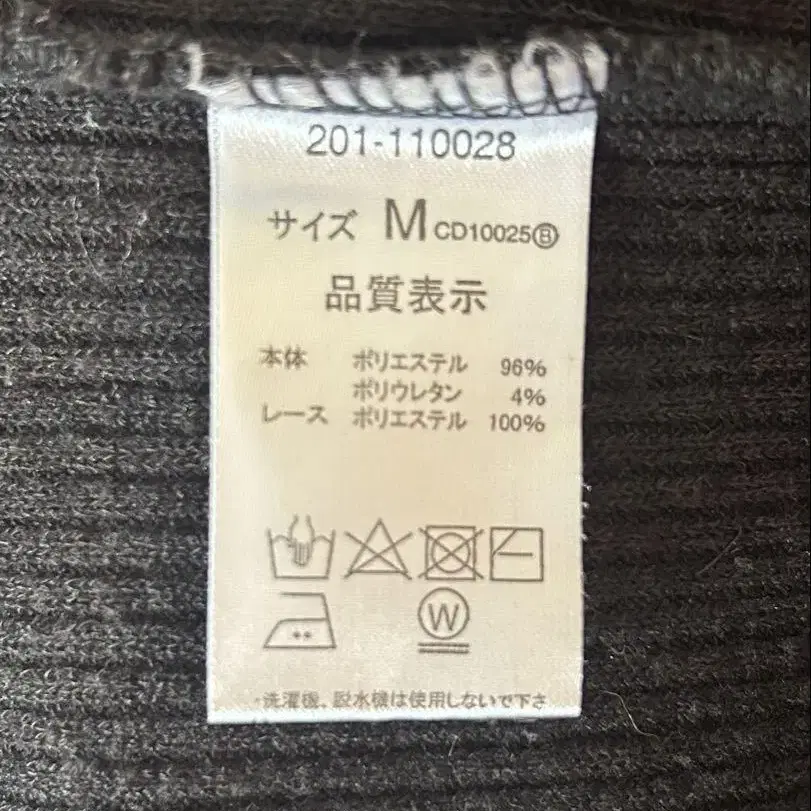 201-110028
サイズ M CD10025Ⓑ
品質表示
本体 ポリエステル 96%
ポリウレタン 4%
レース ポリエステル 100%
W
・洗濯機、脱水機は使用しないで下さ